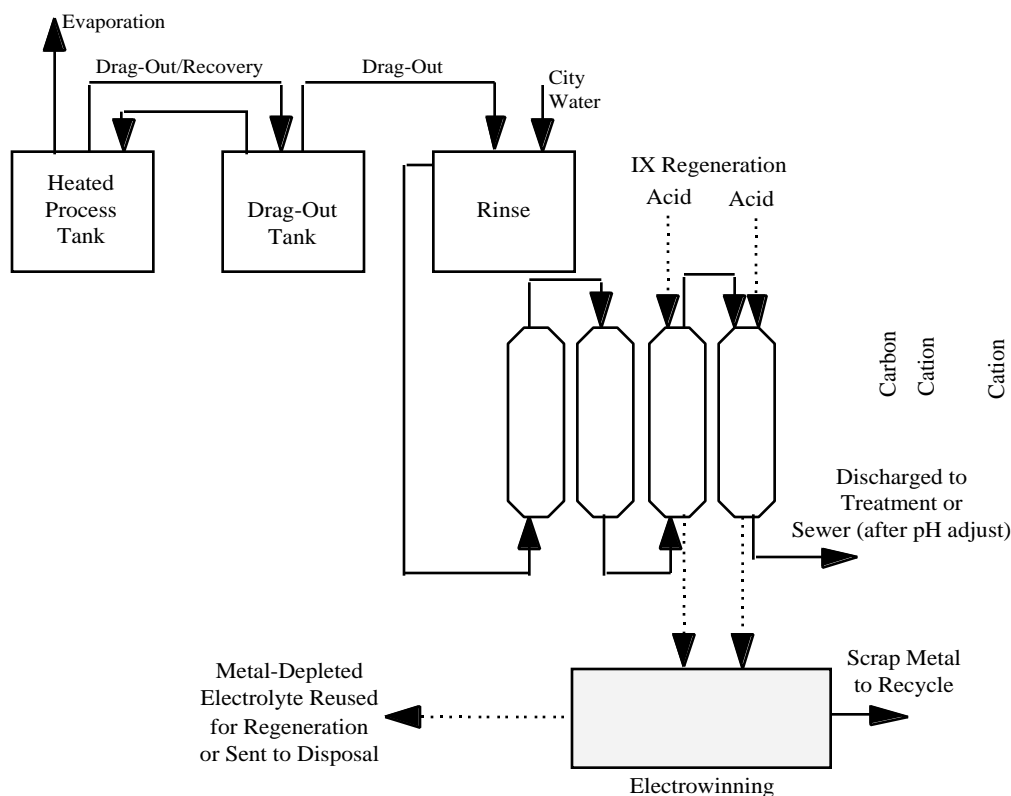 Evaporation
Drag-Out/Recovery
Drag-Out
City
Water
Heated
Process
Tank
Drag-Out
Tank
Rinse
IX Regeneration
Acid
Acid
Carbon
Cation
Cation
Discharged to
Treatment or
Sewer (after pH adjust)
Metal-Depleted
Electrolyte Reused
for Regeneration
or Sent to Disposal
Scrap Metal
to Recycle
Electrowinning